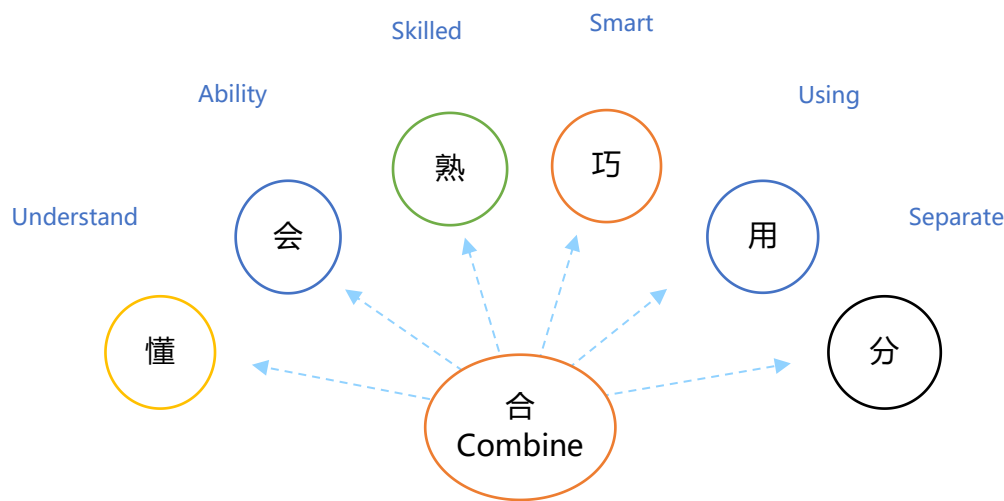 Skilled
Smart
Ability
Using
Understand
Separate
熟
巧
会
用
懂
分
合
Combine